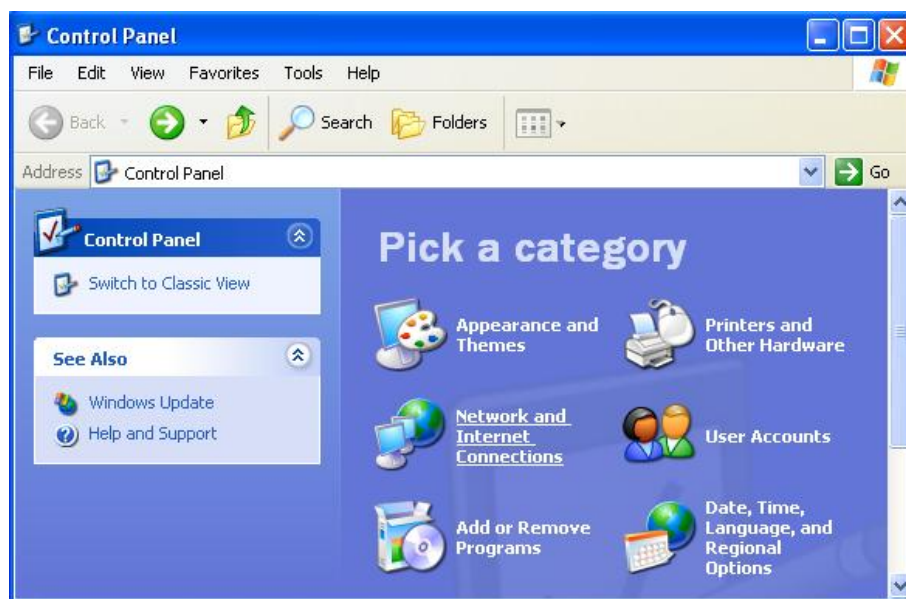 Control Panel
File Edit View Favorites Tools Help
Back Search Folders
Address Control Panel Go
Control Panel
Switch to Classic View
See Also
Windows Update
Help and Support
Pick a category
Appearance and
Themes
Printers and
Other Hardware
Network and
Internet
Connections
User Accounts
Add or Remove
Programs
Date, Time,
Language, and
Regional
Options